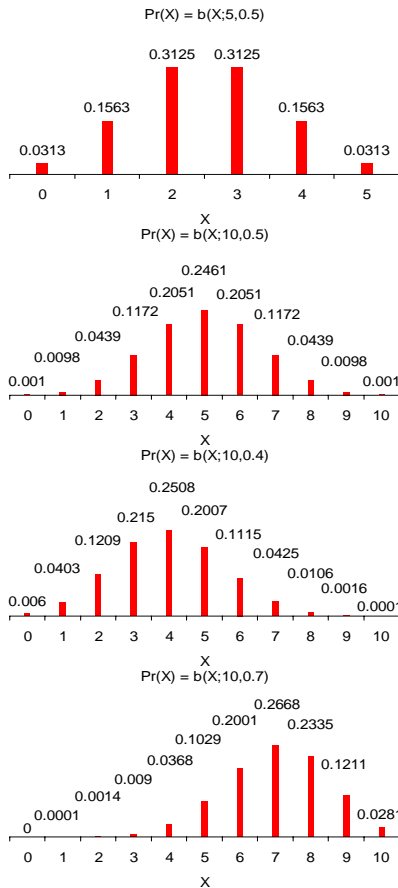 Pr(X) = b(X;5,0.5)
0.3125 0.3125
0.1563 0.1563
0.0313 0.0313
0 1 2 3 4 5
X
Pr(X) = b(X;10,0.5)
0.2461
0.2051 0.2051
0.1172 0.1172
0.0439 0.0439
0.0098 0.0098
0.001 0.001
0 1 2 3 4 5 6 7 8 9 10
X
Pr(X) = b(X;10,0.4)
0.2508
0.215 0.2007
0.1209 0.1115
0.0403 0.0425
0.006 0.0106 0.0016 0.0001
0 1 2 3 4 5 6 7 8 9 10
X
Pr(X) = b(X;10,0.7)
0.2668
0.2001 0.2335
0.1029 0.1211
0.0368
0.009
0.0014
0 0.0001 0.0281
0 1 2 3 4 5 6 7 8 9 10
X